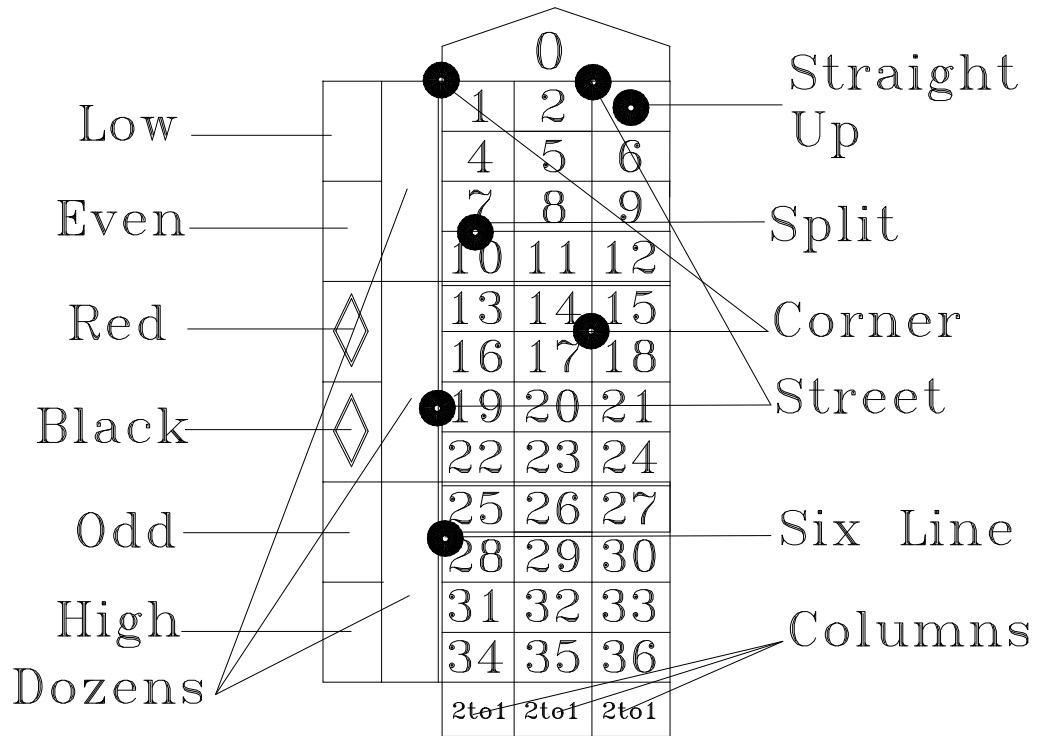 0
Straight
Up
Low
1 2
4 5 6
Even
7 8 9
Split
10 11 12
Red
13 14 15
Corner
16 17 18
Street
Black
19 20 21
22 23 24
Odd
25 26 27
Six Line
28 29 30
High
31 32 33
Columns
34 35 36
Dozens
2to1 2to1 2to1